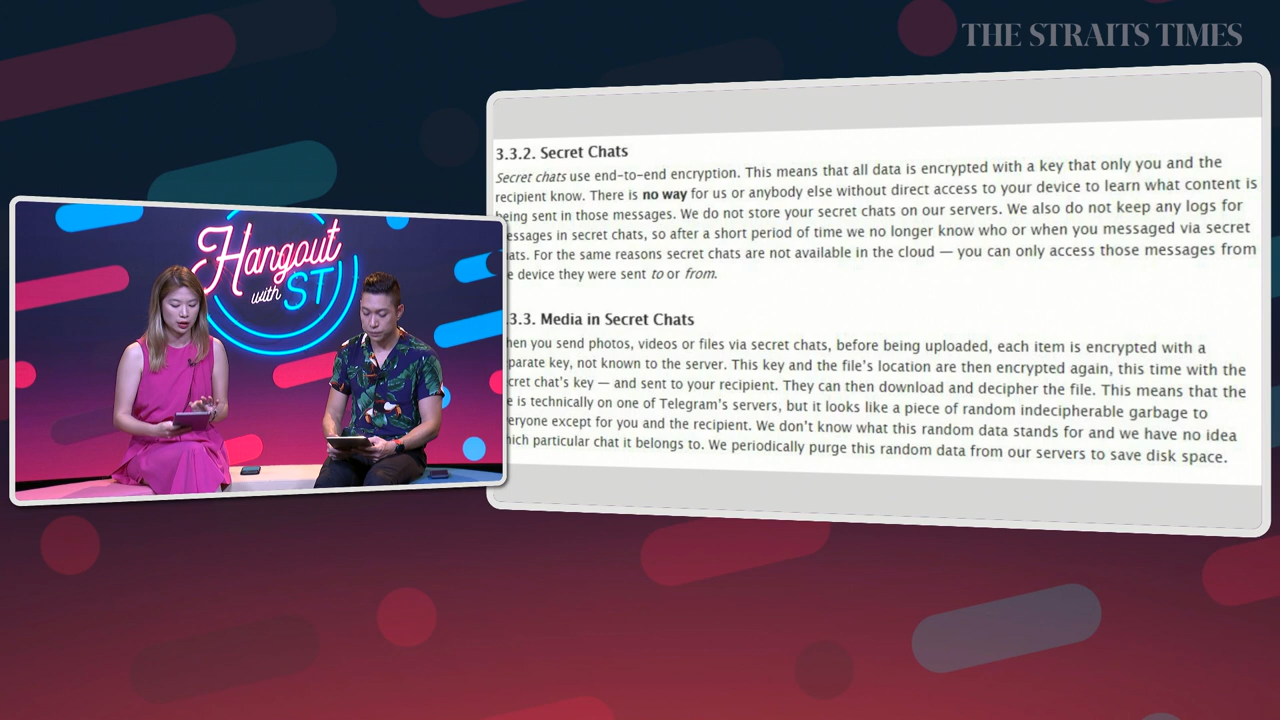 THE STRAITS TIMES
Hangout
with ST
3.3.2. Secret Chats
Secret chats use end-to-end encryption. This means that all data is encrypted with a key that only you and the
recipient know. There is no way for us or anybody else without direct access to your device to learn what content is
being sent in those messages. We do not store your secret chats on our servers. We also do not keep any logs for
essages in secret chats, so after a short period of time we no longer know who or when you messaged via secret
ats. For the same reasons secret chats are not available in the cloud — you can only access those messages from
e device they were sent to or from.
.3.3. Media in Secret Chats
hen you send photos, videos or files via secret chats, before being uploaded, each item is encrypted with a
parate key, not known to the server. This key and the file's location are then encrypted again, this time with the
cret chat's key — and sent to your recipient. They can then download and decipher the file. This means that the
e is technically on one of Telegram's servers, but it looks like a piece of random indecipherable garbage to
eryone except for you and the recipient. We don't know what this random data stands for and we have no idea
hich particular chat it belongs to. We periodically purge this random data from our servers to save disk space.